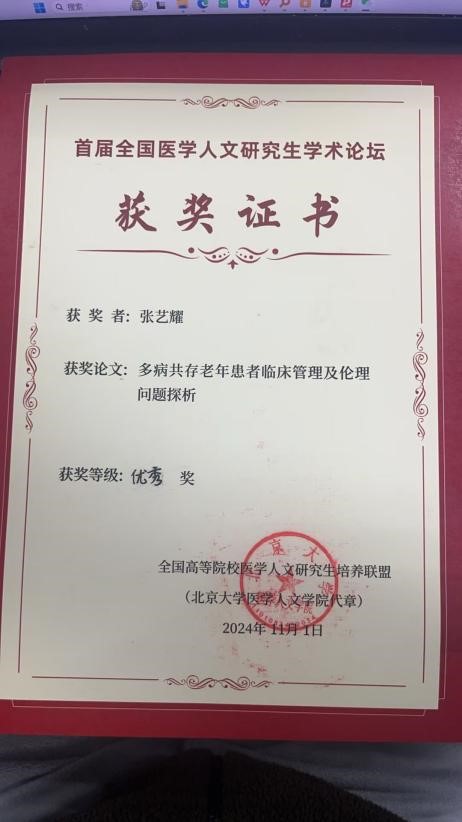 搜索
首届全国医学人文研究生学术论坛
获奖证书
获奖者：张艺耀
获奖论文：多病共存老年患者临床管理及伦理
问题探析
获奖等级：优秀 奖
全国高等院校医学人文研究生培养联盟
（北京大学医学人文学院代章）
2024年 11月 1日